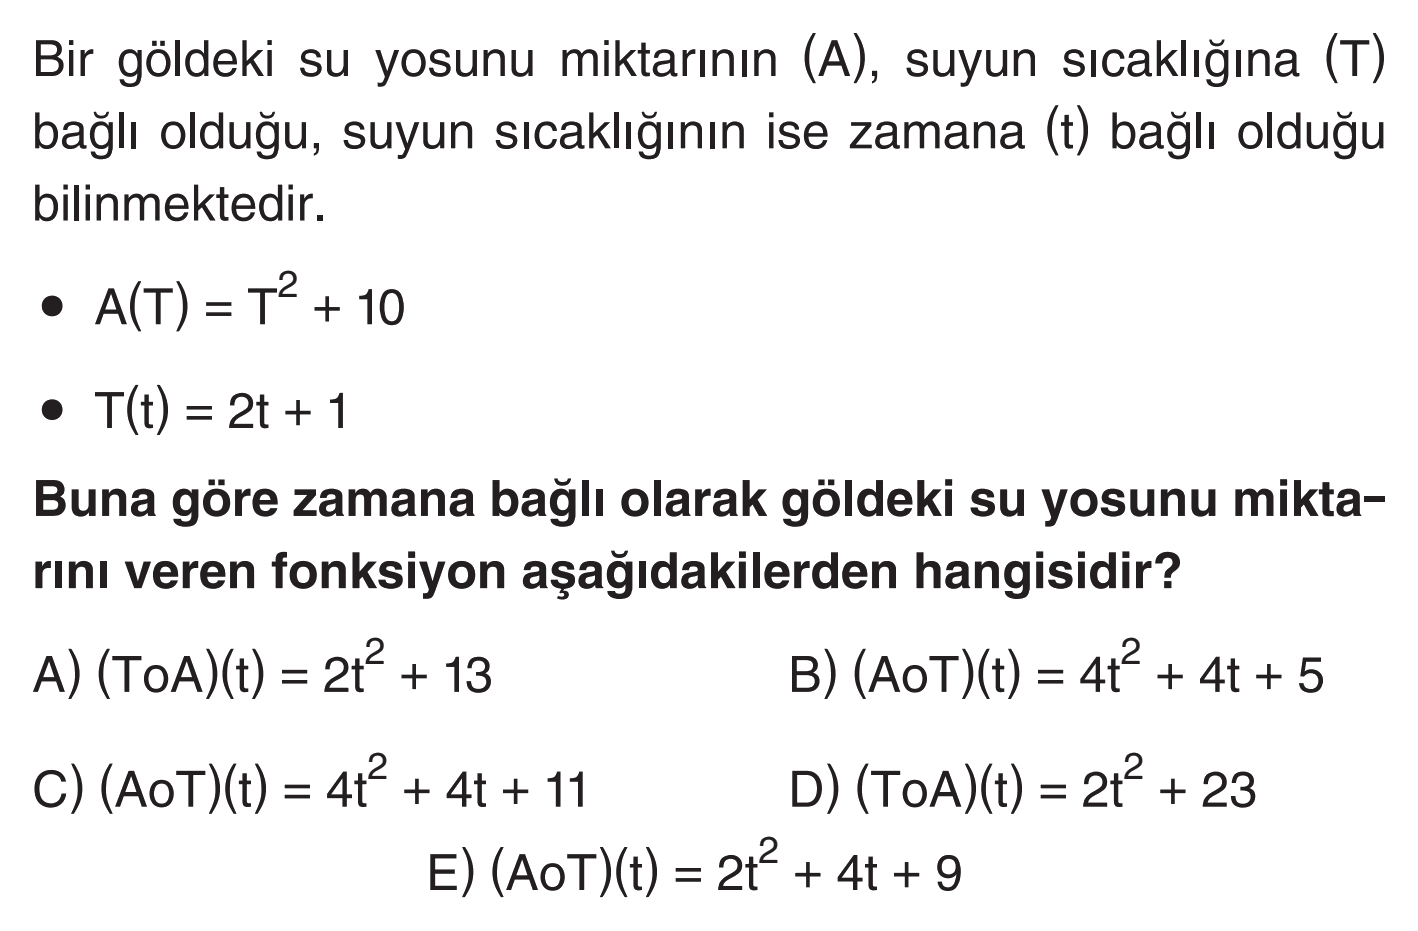 Bir göldeki su yosunu miktarının (A), suyun sıcaklığına (T)
bağlı olduğu, suyun sıcaklığının ise zamana (t) bağlı olduğu
bilinmektedir.
• A(T) = T² + 10
• T(t) = 2t + 1
Buna göre zamana bağlı olarak göldeki su yosunu mikta–
rını veren fonksiyon aşağıdakilerden hangisidir?
A) (ToA)(t) = 2t² + 13 B) (AoT)(t) = 4t² + 4t + 5
C) (AoT)(t) = 4t² + 4t + 11 D) (ToA)(t) = 2t² + 23
E) (AoT)(t) = 2t² + 4t + 9